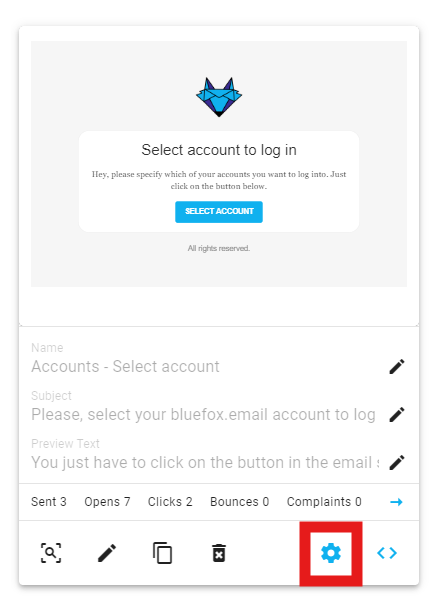 Select account to log in
Hey, please specify which of your accounts you want to log into. Just
click on the button below.
SELECT ACCOUNT
All rights reserved.
Name
Accounts - Select account
Subject
Please, select your bluefox.email account to log
Preview Text
You just have to click on the button in the email
Sent 3 Opens 7 Clicks 2 Bounces 0 Complaints 0